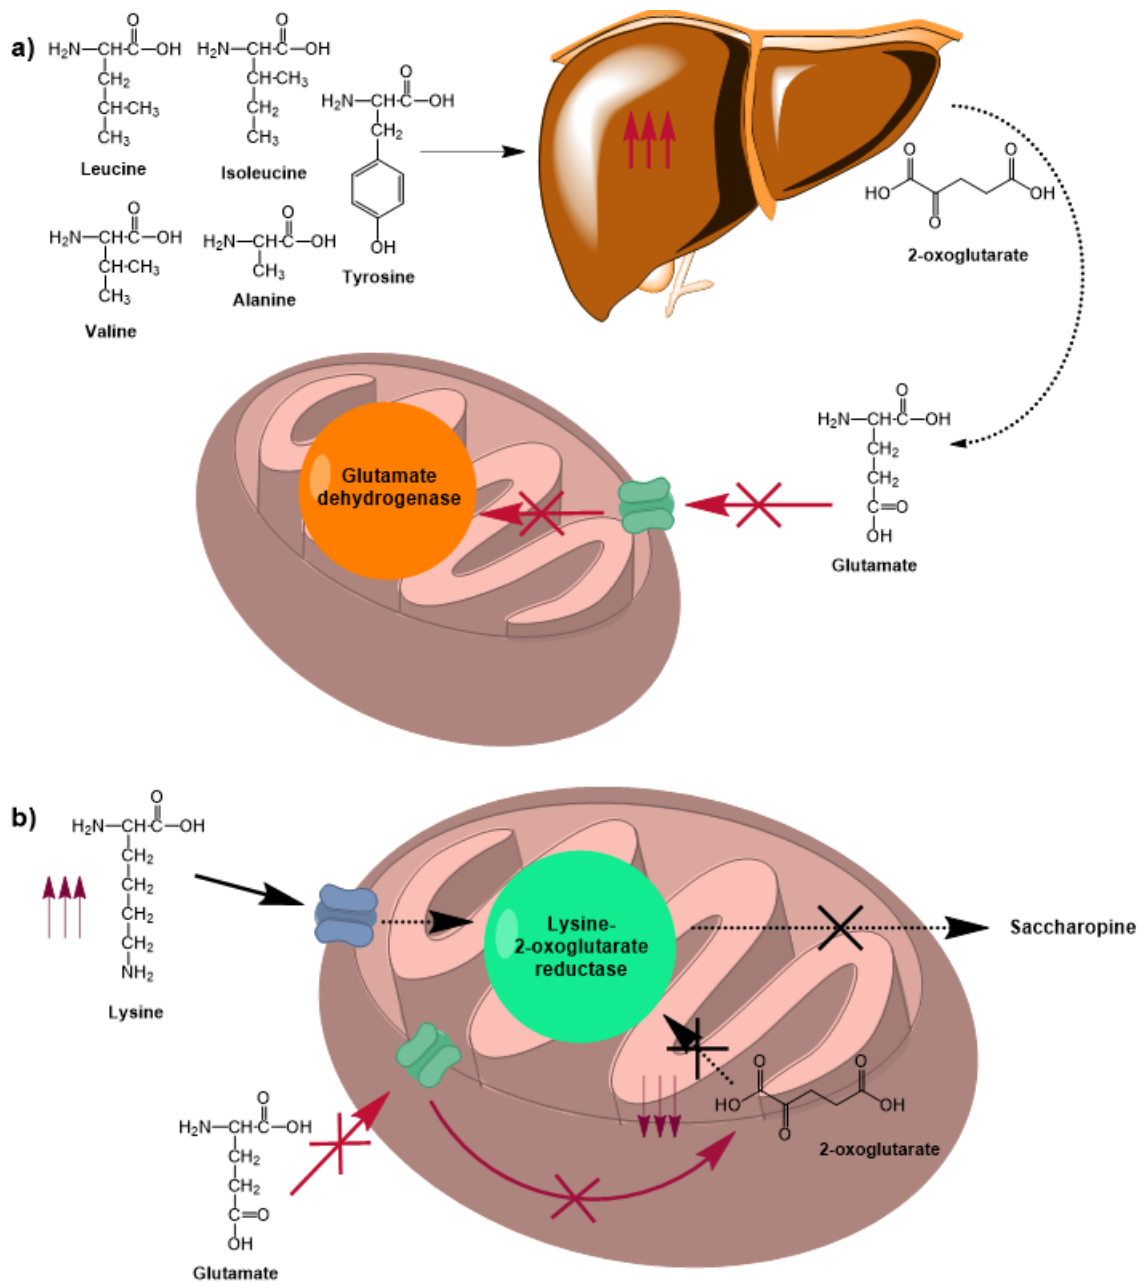 a)
H₂N—CH·C—OH
O
CH₂
CH—CH₃
CH₃
Leucine
H₂N—CH—C—OH
O
CH—CH₃
CH₂
CH₃
Isoleucine
H₂N—CH—C—OH
O
CH₂
OH
Tyrosine
H₂N—CH·C—OH
O
CH·CH₃
CH₃
Valine
H₂N—CH—C—OH
O
CH₃
Alanine
O
O
HO
OH
O
2-oxoglutarate
Glutamate
dehydrogenase
O
H₂N—CH—C—OH
CH₂
CH₂
C=O
OH
Glutamate
b)
O
H₂N—CH·C—OH
CH₂
CH₂
CH₂
CH₂
NH₂
Lysine
Lysine-
2-oxoglutarate
reductase
Saccharopine
O
H₂N—CH—C—OH
CH₂
CH₂
C=O
OH
Glutamate
O
O
HO
OH
O
2-oxoglutarate